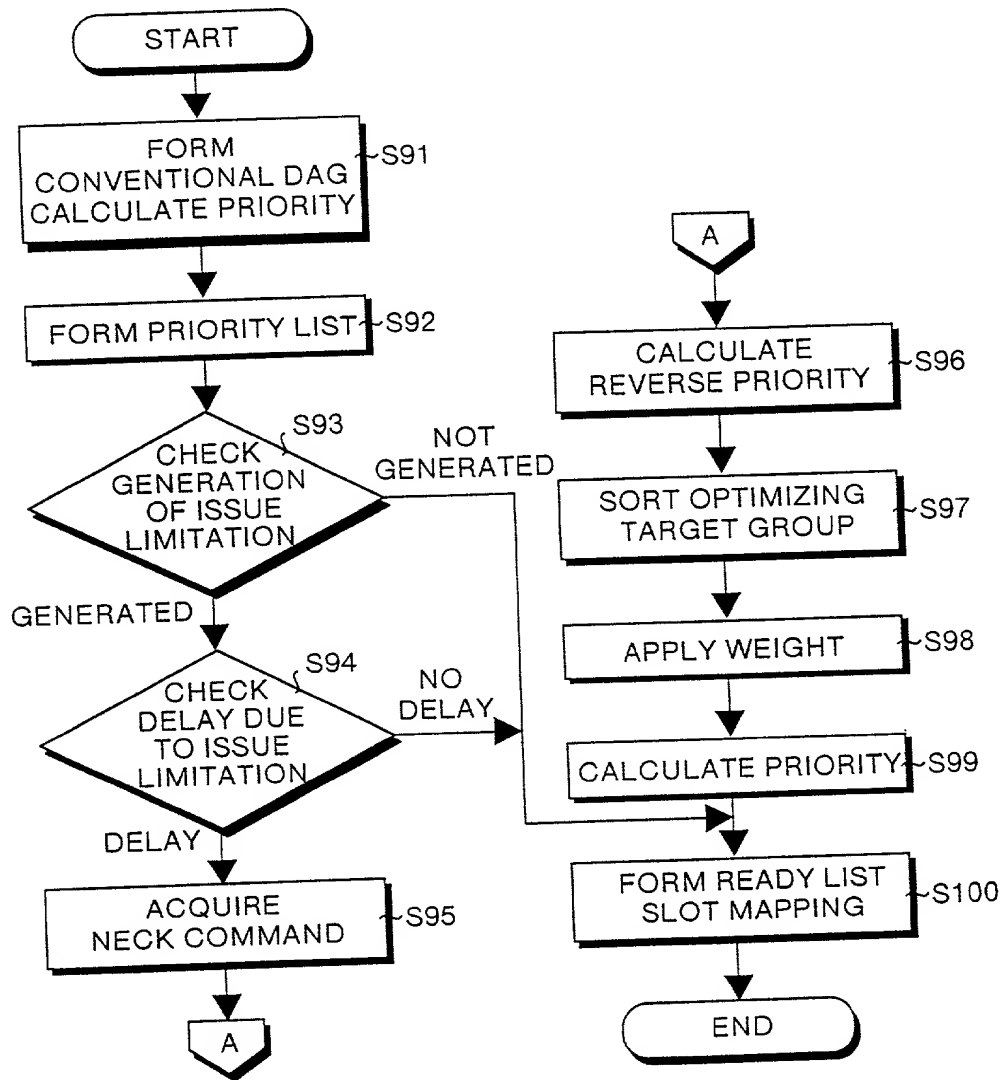 START
FORM
CONVENTIONAL DAG
CALCULATE PRIORITY
S91
FORM PRIORITY LIST
S92
S93
CHECK
GENERATION
OF ISSUE
LIMITATION
NOT
GENERATED
GENERATED
S94
CHECK
DELAY DUE
TO ISSUE
LIMITATION
NO
DELAY
DELAY
ACQUIRE
NECK COMMAND
S95
A
A
CALCULATE
REVERSE PRIORITY
S96
SORT OPTIMIZING
TARGET GROUP
S97
APPLY WEIGHT
S98
CALCULATE PRIORITY
S99
FORM READY LIST
SLOT MAPPING
S100
END